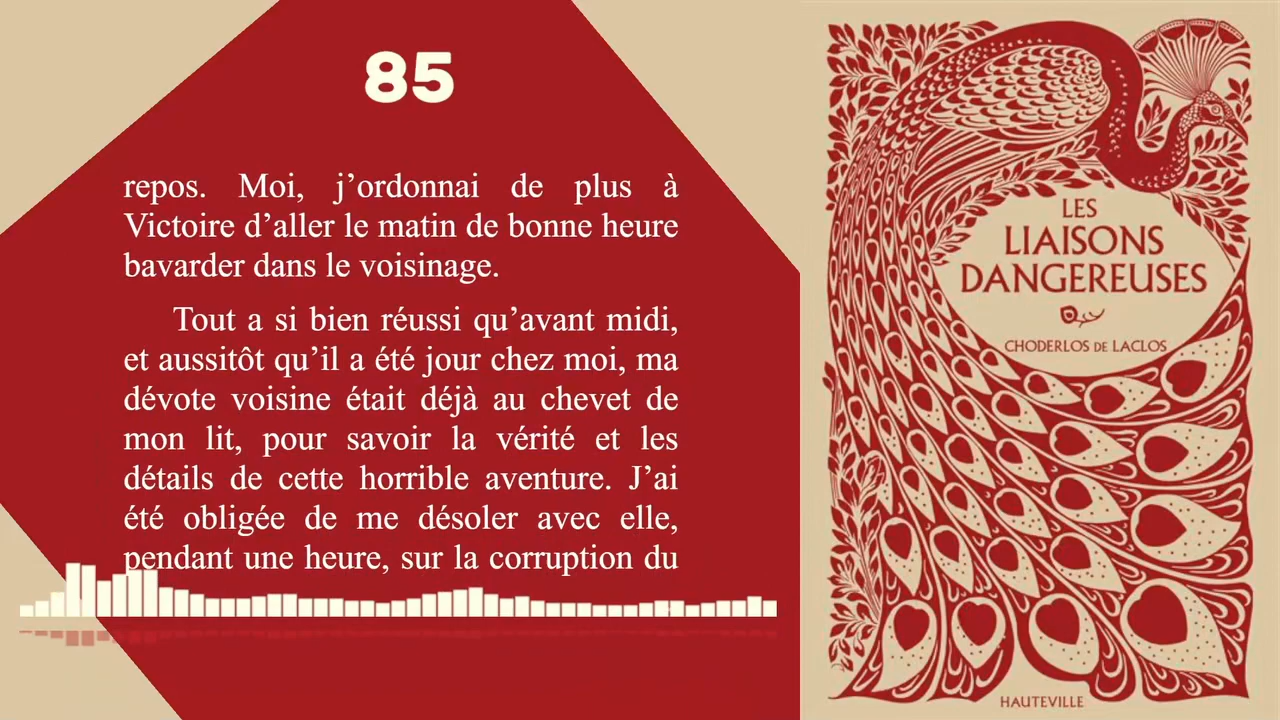 85
repos. Moi, j’ordonnai de plus à
Victoire d’aller le matin de bonne heure
bavarder dans le voisinage.
Tout a si bien réussi qu’avant midi,
et aussitôt qu’il a été jour chez moi, ma
dévote voisine était déjà au chevet de
mon lit, pour savoir la vérité et les
détails de cette horrible aventure. J’ai
été obligée de me désoler avec elle,
pendant une heure, sur la corruption du
LES
LIAISONS
DANGEREUSES
CHODERLOS DE LACLOS
HAUTEVILLE